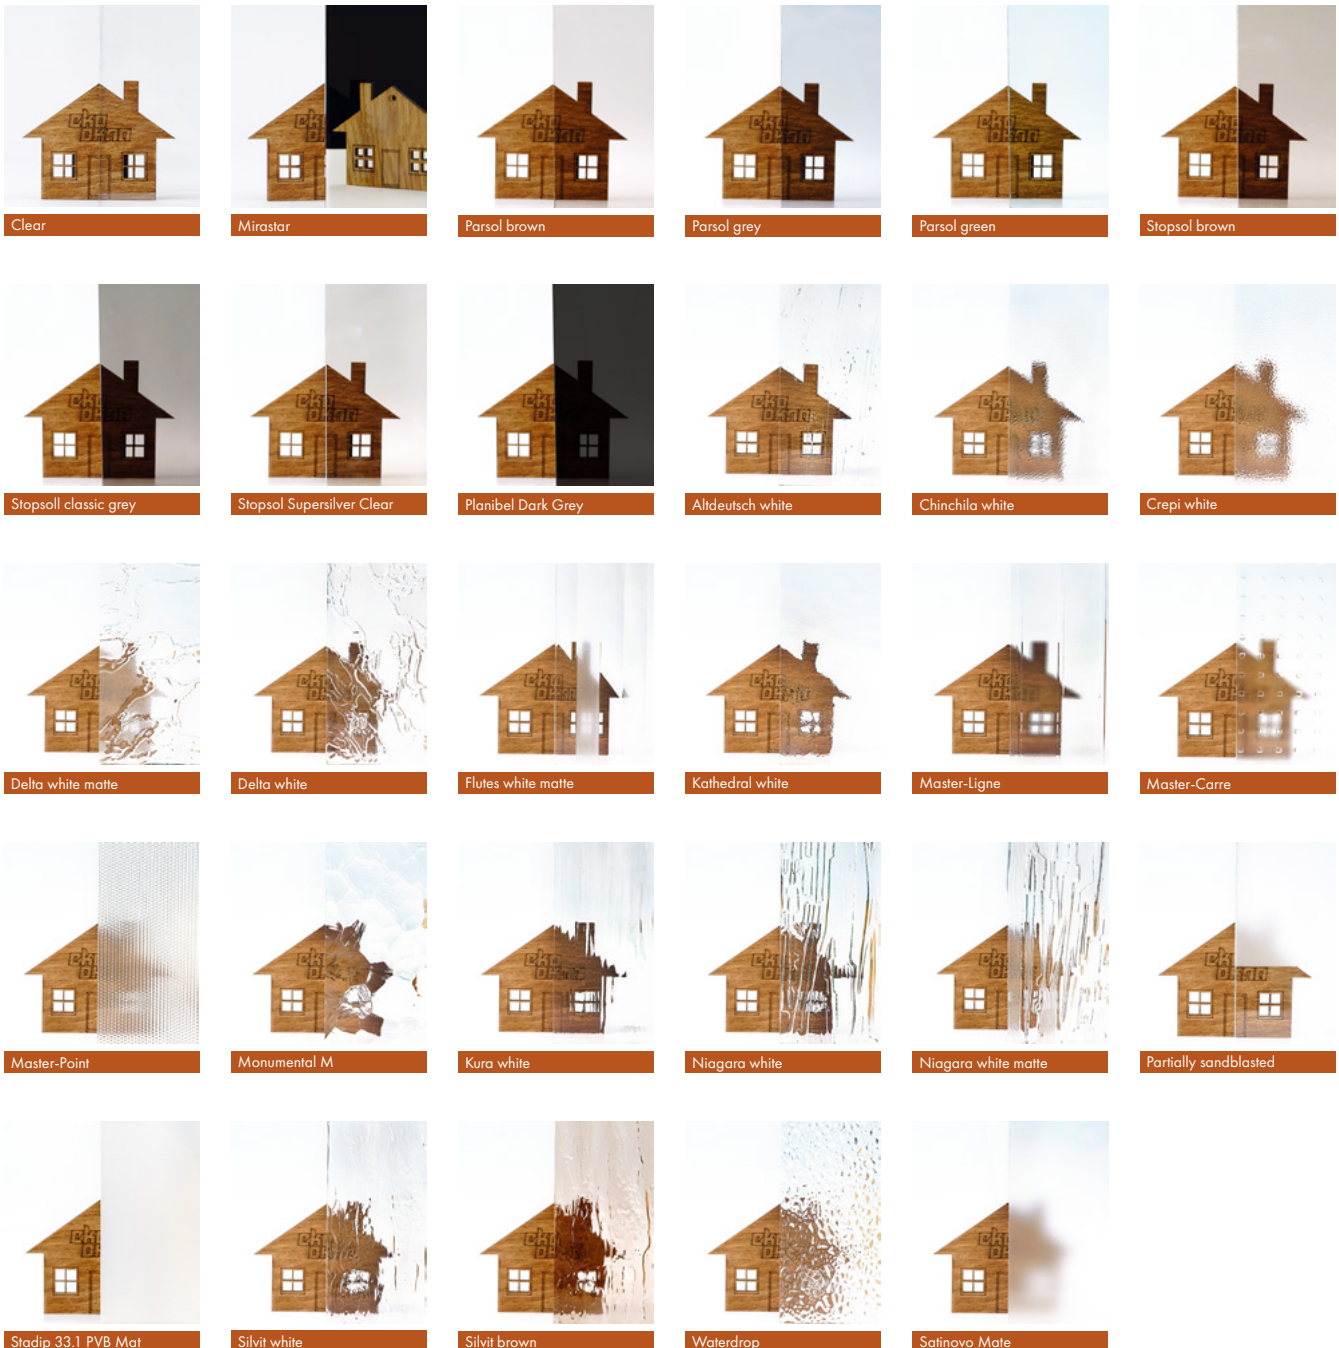 Clear
Mirastar
Parsol brown
Parsol grey
Parsol green
Stopsol brown
Stopsoll classic grey
Stopsol Supersilver Clear
Planibel Dark Grey
Altdeutsch white
Chinchila white
Crepi white
Delta white matte
Delta white
Flutes white matte
Kathedral white
Master-Ligne
Master-Carre
Master-Point
Monumental M
Kura white
Niagara white
Niagara white matte
Partially sandblasted
Stadip 33.1 PVB Mat
Silvit white
Silvit brown
Waterdrop
Satinovo Mate